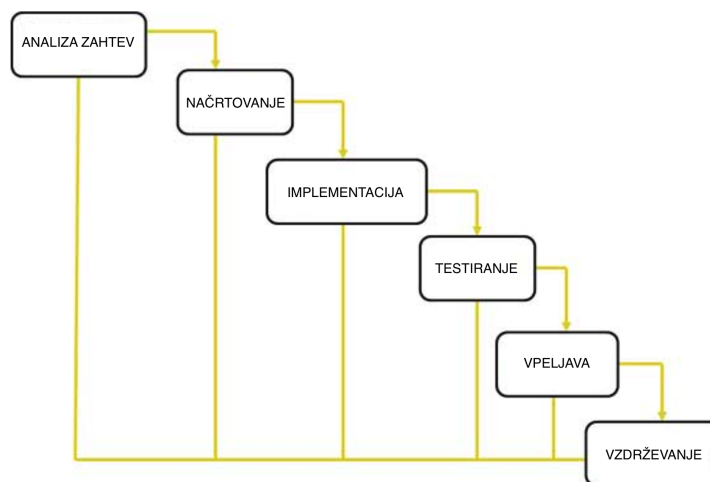 ANALIZA ZAHTEV
NAČRTOVANJE
IMPLEMENTACIJA
TESTIRANJE
VPELJAVA
VZDRŽEVANJE